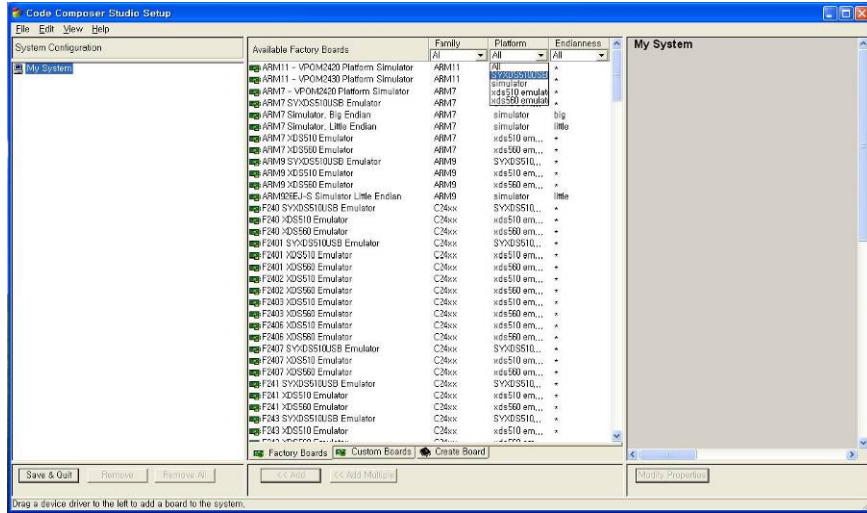 Code Composer Studio Setup
File Edit View Help
System Configuration
Available Factory Boards Family Platform Endianness
My System
All All All
My System
All
SYXDS510USB
simulator
xds510 emulat
xds560 emulat
ARM11 - VPOM2420 Platform Simulator ARM11 *
ARM11 - VPOM2430 Platform Simulator ARM11 *
ARM7 - VPOM2420 Platform Simulator ARM7 *
ARM7 SYXDS510USB Emulator ARM7 *
ARM7 Simulator, Big Endian ARM7 simulator big
ARM7 Simulator, Little Endian ARM7 simulator little
ARM7 XDS510 Emulator ARM7 xds510 em... *
ARM7 XDS560 Emulator ARM7 xds560 em... *
ARM9 SYXDS510USB Emulator ARM9 SYXDS510... *
ARM9 XDS510 Emulator ARM9 xds510 em... *
ARM9 XDS560 Emulator ARM9 xds560 em... *
ARM926EJ-S Simulator Little Endian ARM9 simulator little
F240 SYXDS510USB Emulator C24xx SYXDS510... *
F240 XDS510 Emulator C24xx xds510 em... *
F240 XDS560 Emulator C24xx xds560 em... *
F2401 SYXDS510USB Emulator C24xx SYXDS510... *
F2401 XDS510 Emulator C24xx xds510 em... *
F2401 XDS560 Emulator C24xx xds560 em... *
F2402 XDS510 Emulator C24xx xds510 em... *
F2402 XDS560 Emulator C24xx xds560 em... *
F2403 XDS510 Emulator C24xx xds510 em... *
F2403 XDS560 Emulator C24xx xds560 em... *
F2406 XDS510 Emulator C24xx xds510 em... *
F2406 XDS560 Emulator C24xx xds560 em... *
F2407 SYXDS510USB Emulator C24xx SYXDS510... *
F2407 XDS510 Emulator C24xx xds510 em... *
F2407 XDS560 Emulator C24xx xds560 em... *
F241 SYXDS510USB Emulator C24xx SYXDS510... *
F241 XDS510 Emulator C24xx xds510 em... *
F241 XDS560 Emulator C24xx xds560 em... *
F243 SYXDS510USB Emulator C24xx SYXDS510... *
F243 XDS510 Emulator C24xx xds510 em... *
Factory Boards Custom Boards Create Board
Save & Quit Remove Remove All << Add << Add Multiple Modify Properties
Drag a device driver to the left to add a board to the system.